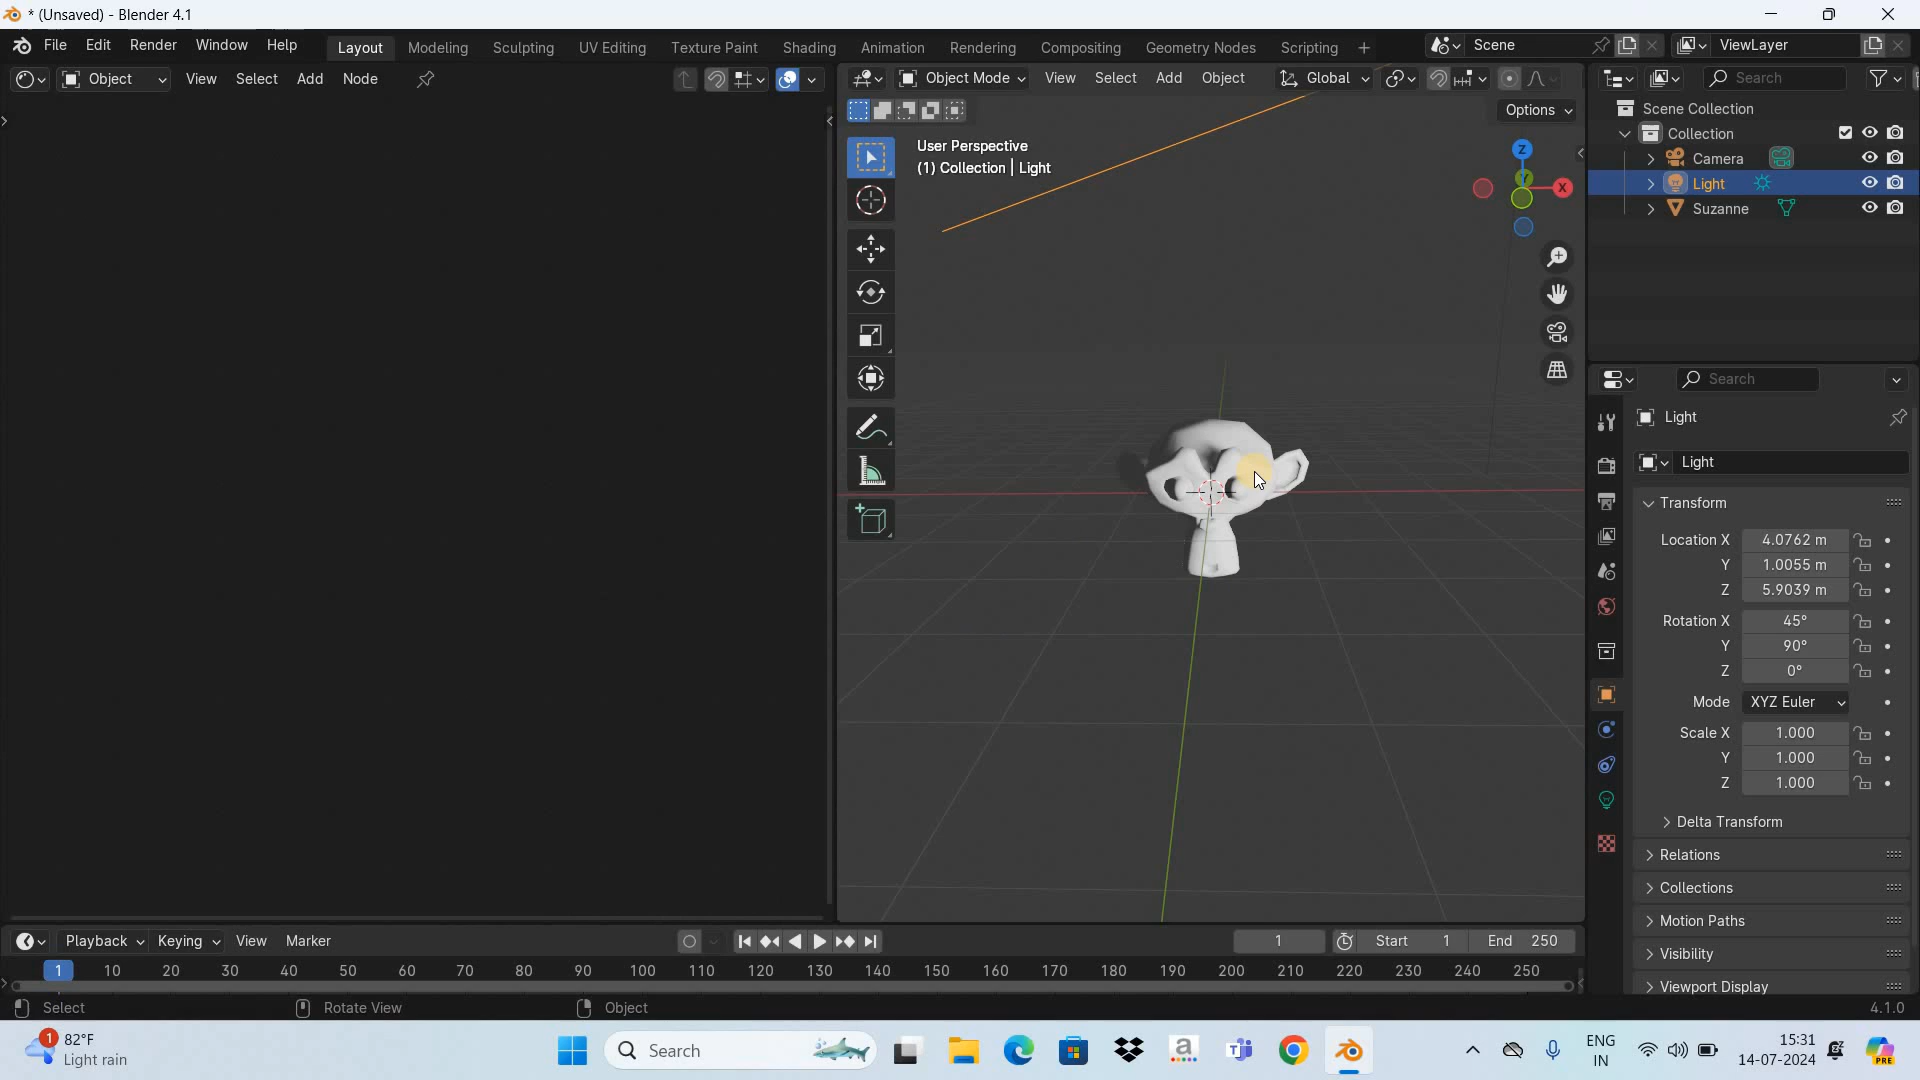 * (Unsaved) - Blender 4.1
File Edit Render Window Help Layout Modeling Sculpting UV Editing Texture Paint Shading Animation Rendering Compositing Geometry Nodes Scripting + Scene ViewLayer
Object View Select Add Node
Object Mode View Select Add Object Global
Search
Options
User Perspective
(1) Collection | Light
Z
Y
X
Scene Collection
Collection
Camera
Light
Suzanne
Search
Light
Light
Transform
Location X 4.0762 m
Y 1.0055 m
Z 5.9039 m
Rotation X 45°
Y 90°
Z 0°
Mode XYZ Euler
Scale X 1.000
Y 1.000
Z 1.000
Delta Transform
Relations
Collections
Motion Paths
Visibility
Viewport Display
Playback Keying View Marker 1 Start 1 End 250
1 10 20 30 40 50 60 70 80 90 100 110 120 130 140 150 160 170 180 190 200 210 220 230 240 250
Select Rotate View Object 4.1.0
1 82°F
Light rain
Search
a
PRE
ENG
IN
15:31
14-07-2024